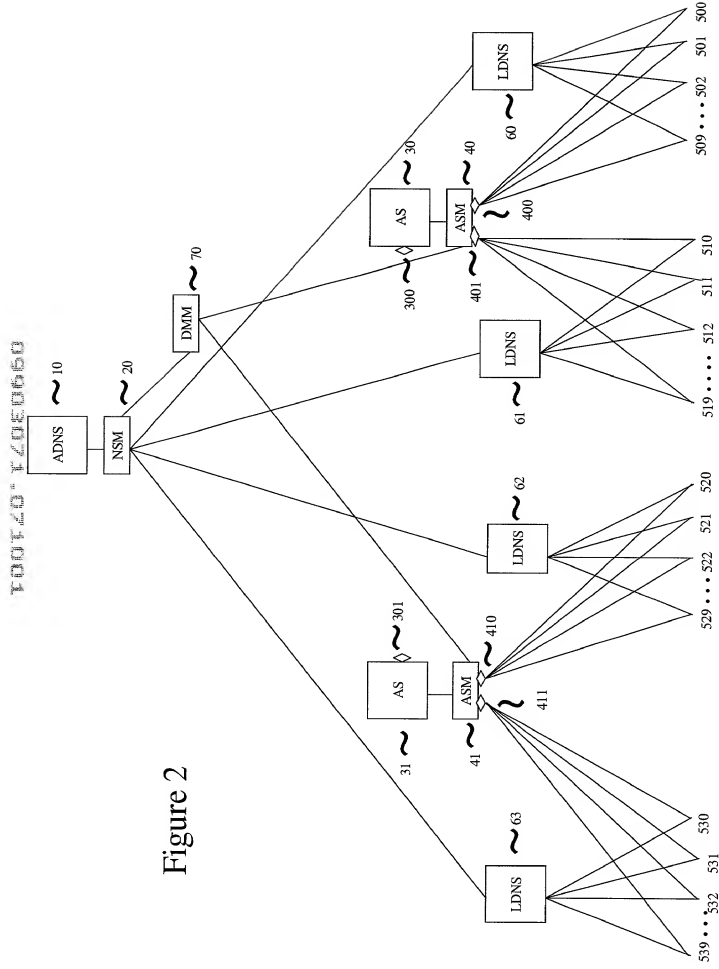 09903071.071001
Figure 2
ADNS
10
NSM
20
DMM
70
AS
31
301
AS
30
300
ASM
41
410
411
ASM
40
401
400
LDNS
63
LDNS
62
LDNS
61
LDNS
60
539 • • • 532 531 530
529 • • • 522 521 520
519 • • • • 512 511 510
509 • • • • 502 501 500